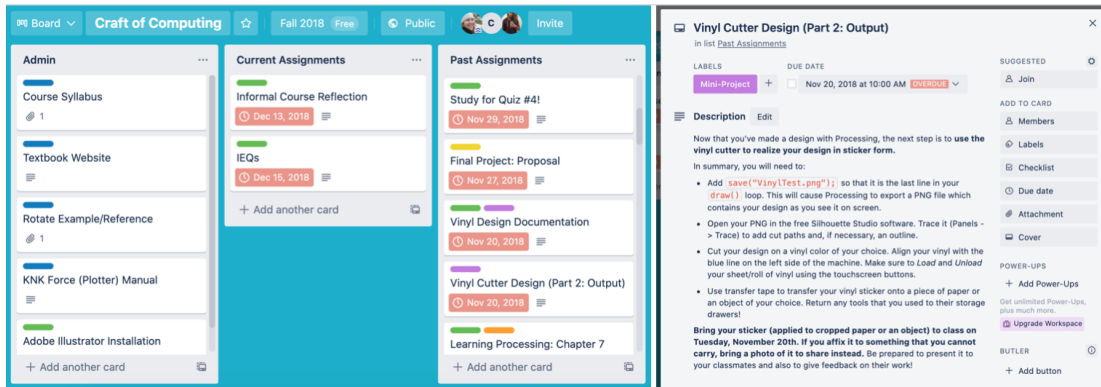 Board
Craft of Computing
Fall 2018 Free
Public
C
Invite
Admin
Course Syllabus
1
Textbook Website
Rotate Example/Reference
1
KNK Force (Plotter) Manual
Adobe Illustrator Installation
+ Add another card
Current Assignments
Informal Course Reflection
Dec 13, 2018
IEQs
Dec 15, 2018
+ Add another card
Past Assignments
Study for Quiz #4!
Nov 29, 2018
Final Project: Proposal
Nov 27, 2018
Vinyl Design Documentation
Nov 20, 2018
Vinyl Cutter Design (Part 2: Output)
Nov 20, 2018
Learning Processing: Chapter 7
+ Add another card
Vinyl Cutter Design (Part 2: Output)
in list Past Assignments
LABELS
Mini-Project
+
DUE DATE
Nov 20, 2018 at 10:00 AM OVERDUE
Description Edit
Now that you've made a design with Processing, the next step is to use the
vinyl cutter to realize your design in sticker form.
In summary, you will need to:
• Add save("VinylTest.png"); so that it is the last line in your
draw() loop. This will cause Processing to export a PNG file which
contains your design as you see it on screen.
• Open your PNG in the free Silhouette Studio software. Trace it (Panels -
> Trace) to add cut paths and, if necessary, an outline.
• Cut your design on a vinyl color of your choice. Align your vinyl with the
blue line on the left side of the machine. Make sure to Load and Unload
your sheet/roll of vinyl using the touchscreen buttons.
• Use transfer tape to transfer your vinyl sticker onto a piece of paper or
an object of your choice. Return any tools that you used to their storage
drawers!
Bring your sticker (applied to cropped paper or an object) to class on
Tuesday, November 20th. If you affix it to something that you cannot
carry, bring a photo of it to share instead. Be prepared to present it to
your classmates and also to give feedback on their work!
SUGGESTED
Join
ADD TO CARD
Members
Labels
Checklist
Due date
Attachment
Cover
POWER-UPS
+ Add Power-Ups
Get unlimited Power-Ups,
plus much more.
Upgrade Workspace
BUTLER
+ Add button